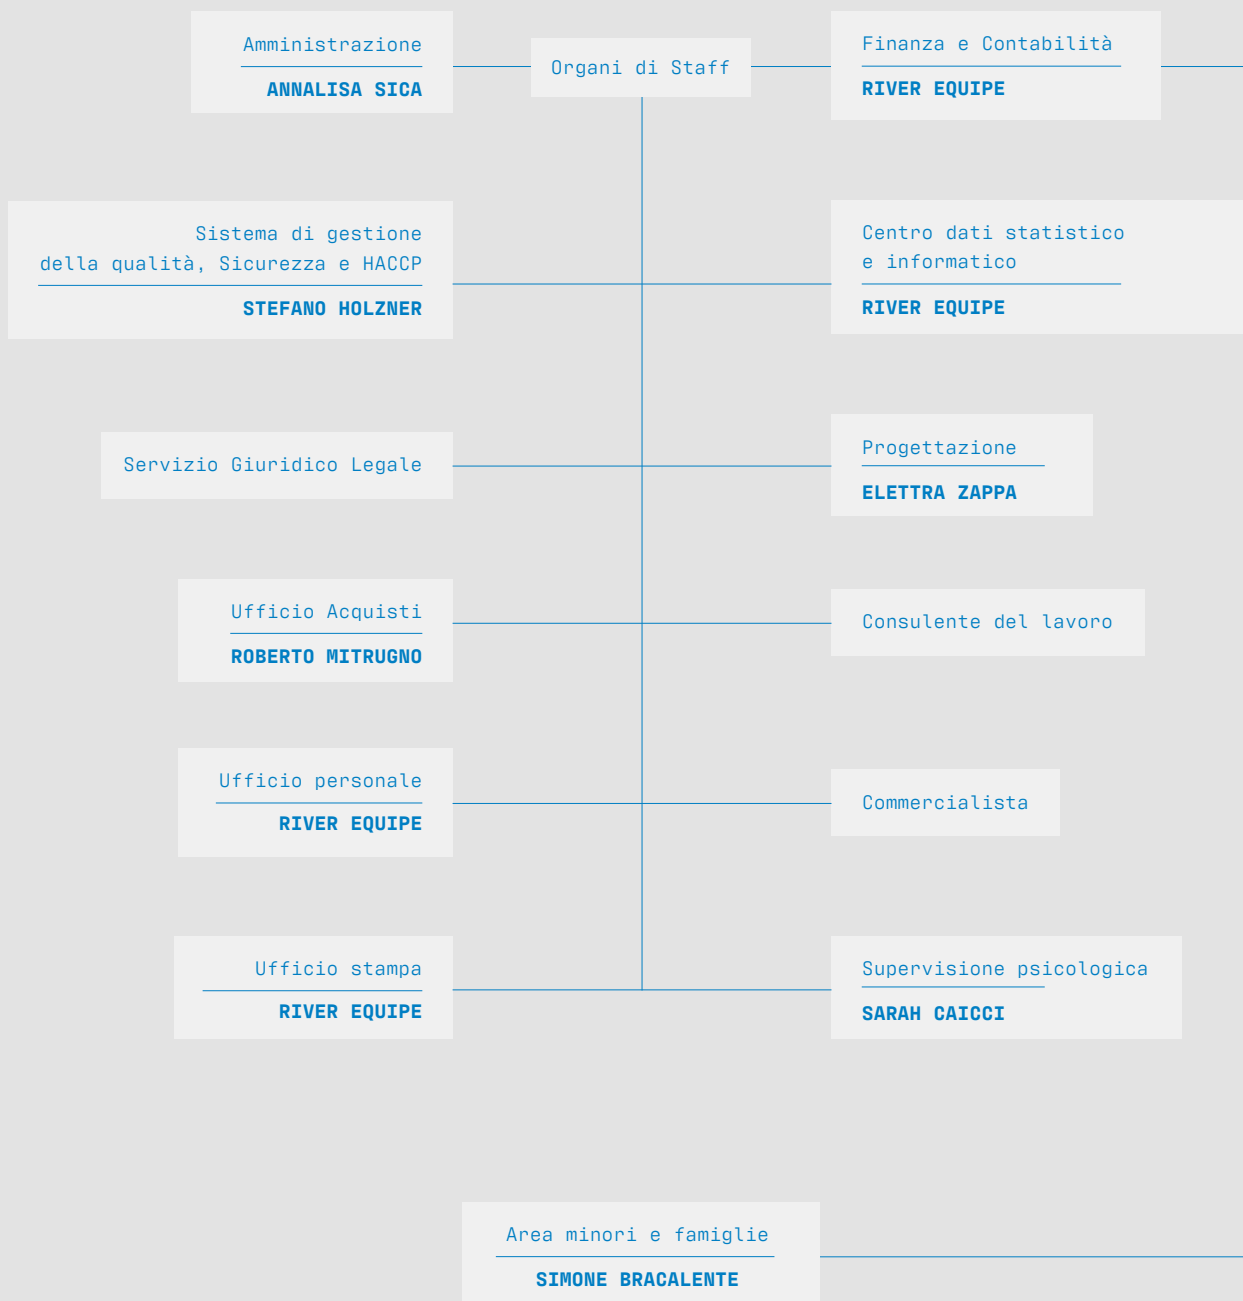 Amministrazione
ANNALISA SICA
Organi di Staff
Finanza e Contabilità
RIVER EQUIPE
Sistema di gestione
della qualità, Sicurezza e HACCP
STEFANO HOLZNER
Centro dati statistico
e informatico
RIVER EQUIPE
Servizio Giuridico Legale
Progettazione
ELETTRA ZAPPA
Ufficio Acquisti
ROBERTO MITRUGNO
Consulente del lavoro
Ufficio personale
RIVER EQUIPE
Commercialista
Ufficio stampa
RIVER EQUIPE
Supervisione psicologica
SARAH CAICCI
Area minori e famiglie
SIMONE BRACALENTE